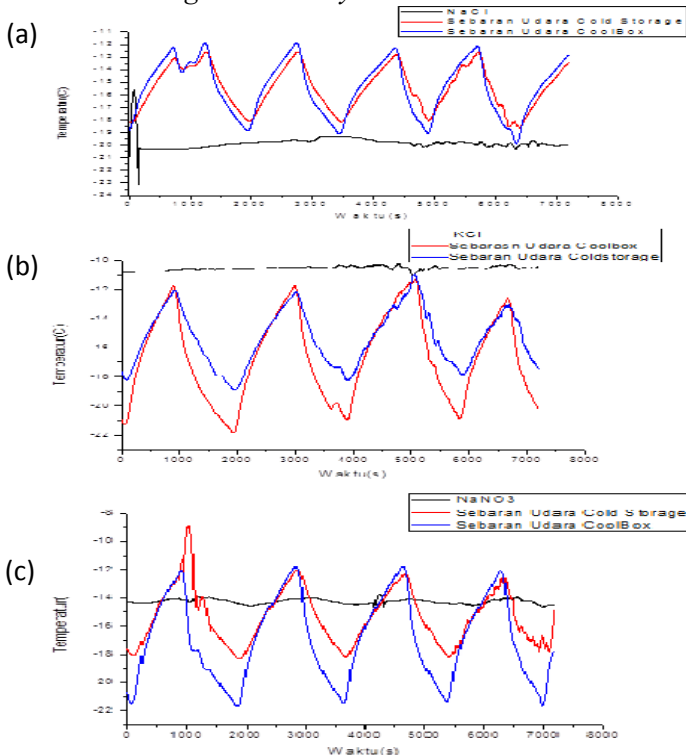 (a)
NaCl
Sebaran Udara Cold Storage
Sebaran Udara CoolBox
Temperatur(C)
-11
-12
-13
-14
-15
-16
-17
-18
-19
-20
-21
-22
-23
-24
0 1000 2000 3000 4000 5000 6000 7000 8000
Waktu(s)
(b)
KCl
Sebarasn Udara Coolbox
Sebaran Udara Coldstorage
Temperatur(C)
-10
-12
-14
-16
-18
-20
-22
0 1000 2000 3000 4000 5000 6000 7000 8000
Waktu(s)
(c)
NaNO3
Sebaran Udara Cold Storage
Sebaran Udara CoolBox
Temperatur(
-8
-10
-12
-14
-16
-18
-20
-22
0 1000 2000 3000 4000 5000 6000 7000 8000
Waktu(s)